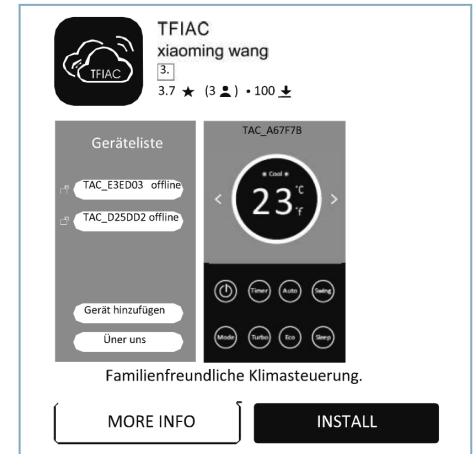 TFIAC
TFIAC
xiaoming wang
3.
3.7 ★ (3) • 100
Geräteliste
TAC_E3ED03 offline
TAC_D25DD2 offline
Gerät hinzufügen
Üner uns
TAC_A67F7B
Cool
23 °C
°F
Timer Auto Swing
Mode Turbo Eco Sleep
Familienfreundliche Klimasteuerung.
MORE INFO INSTALL